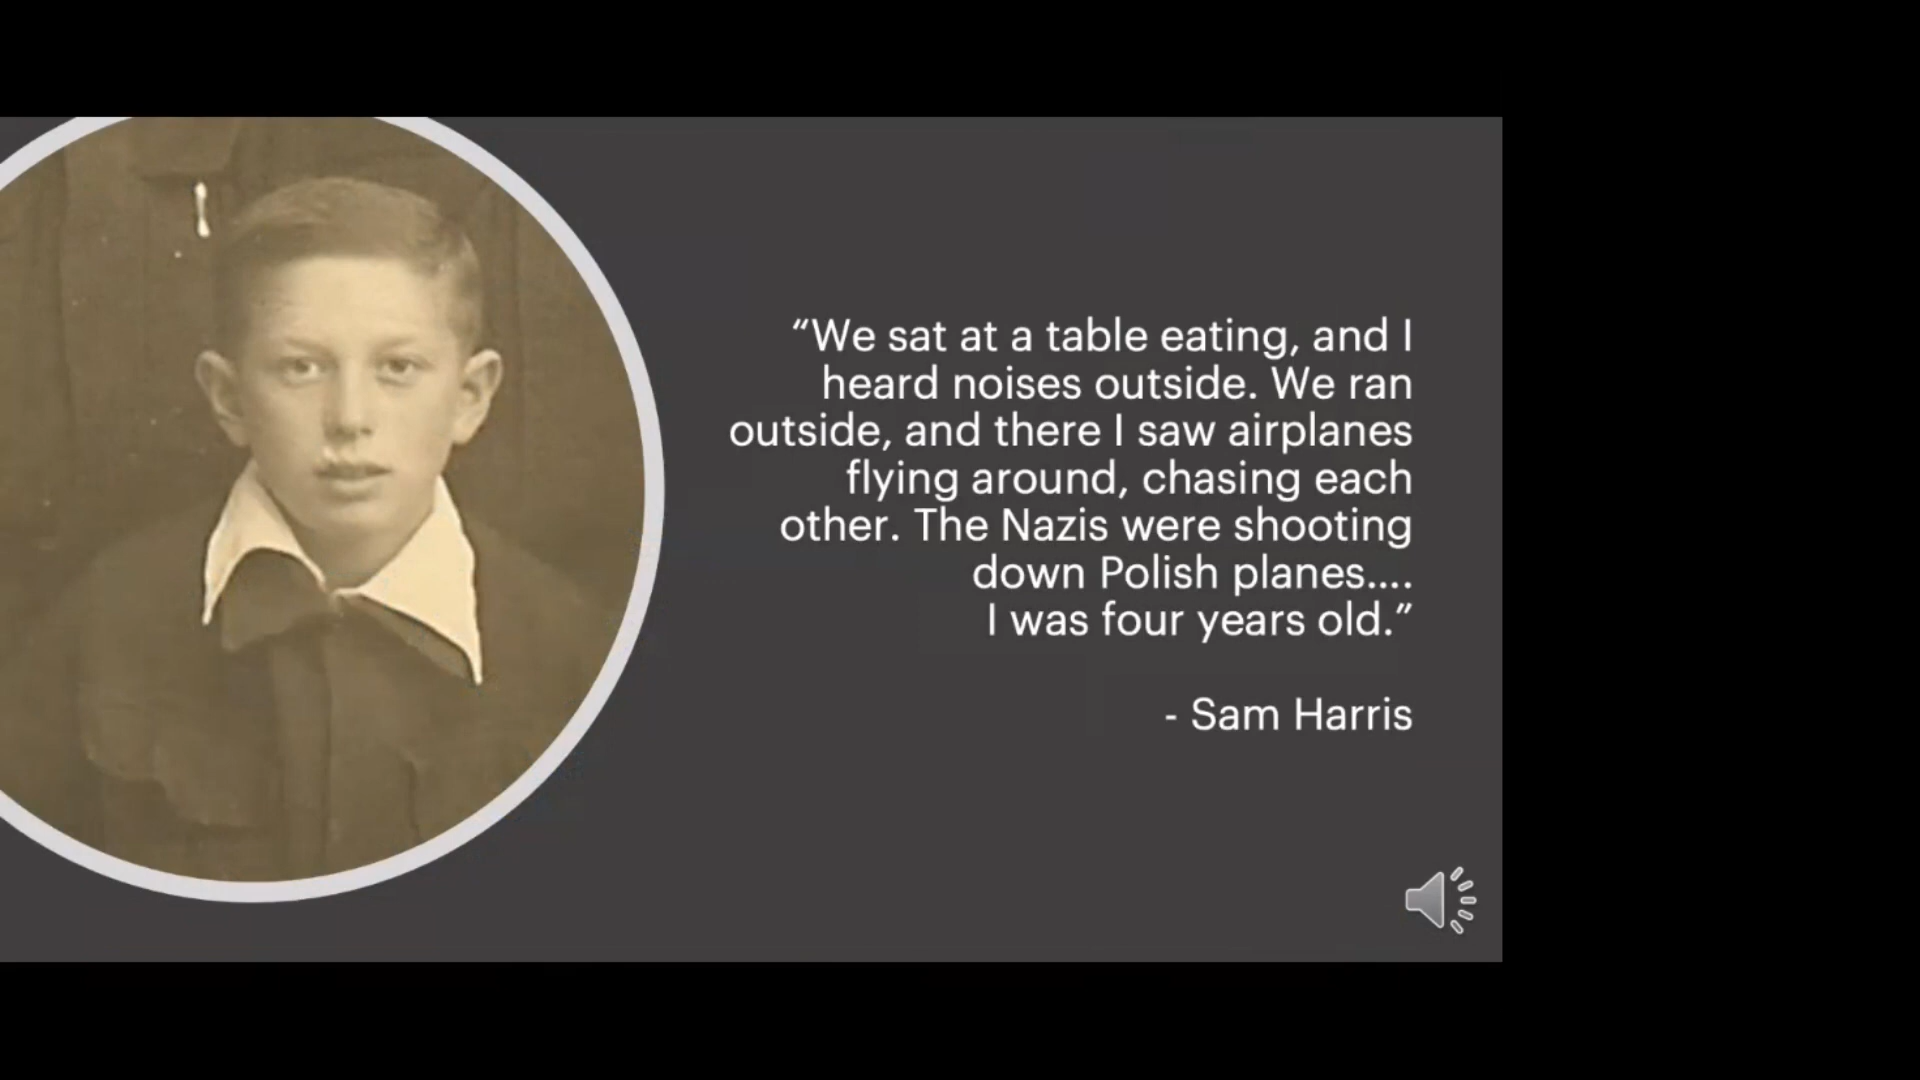 “We sat at a table eating, and I
heard noises outside. We ran
outside, and there I saw airplanes
flying around, chasing each
other. The Nazis were shooting
down Polish planes....
I was four years old.”
- Sam Harris